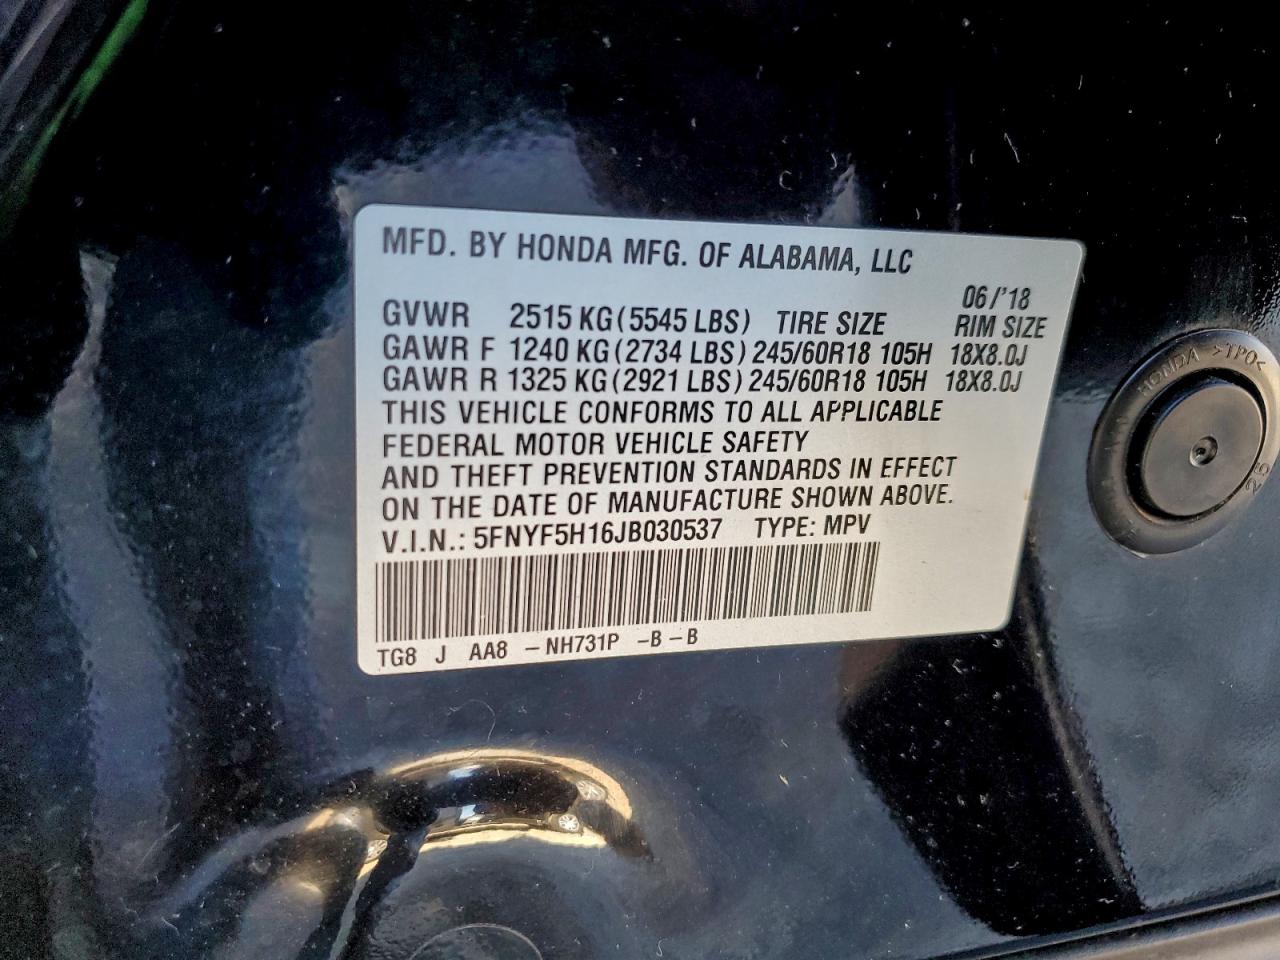 MFD. BY HONDA MFG. OF ALABAMA, LLC
06/'18
GVWR 2515 KG(5545 LBS) TIRE SIZE RIM SIZE
GAWR F 1240 KG(2734 LBS) 245/60R18 105H 18X8.0J
GAWR R 1325 KG(2921 LBS) 245/60R18 105H 18X8.0J
THIS VEHICLE CONFORMS TO ALL APPLICABLE
FEDERAL MOTOR VEHICLE SAFETY
AND THEFT PREVENTION STANDARDS IN EFFECT
ON THE DATE OF MANUFACTURE SHOWN ABOVE.
V.I.N.: 5FNYF5H16JB030537 TYPE: MPV
TG8 J AA8 -NH731P -B-B
HONDA >TPO<